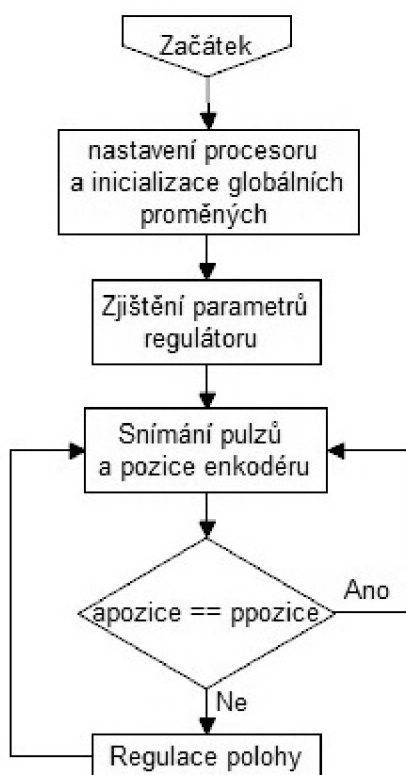 Začátek
nastavení procesoru
a inicializace globálních
proměných
Zjištění parametrů
regulátoru
Snímání pulzů
a pozice enkodéru
apozice == ppozice
Ano
Ne
Regulace polohy